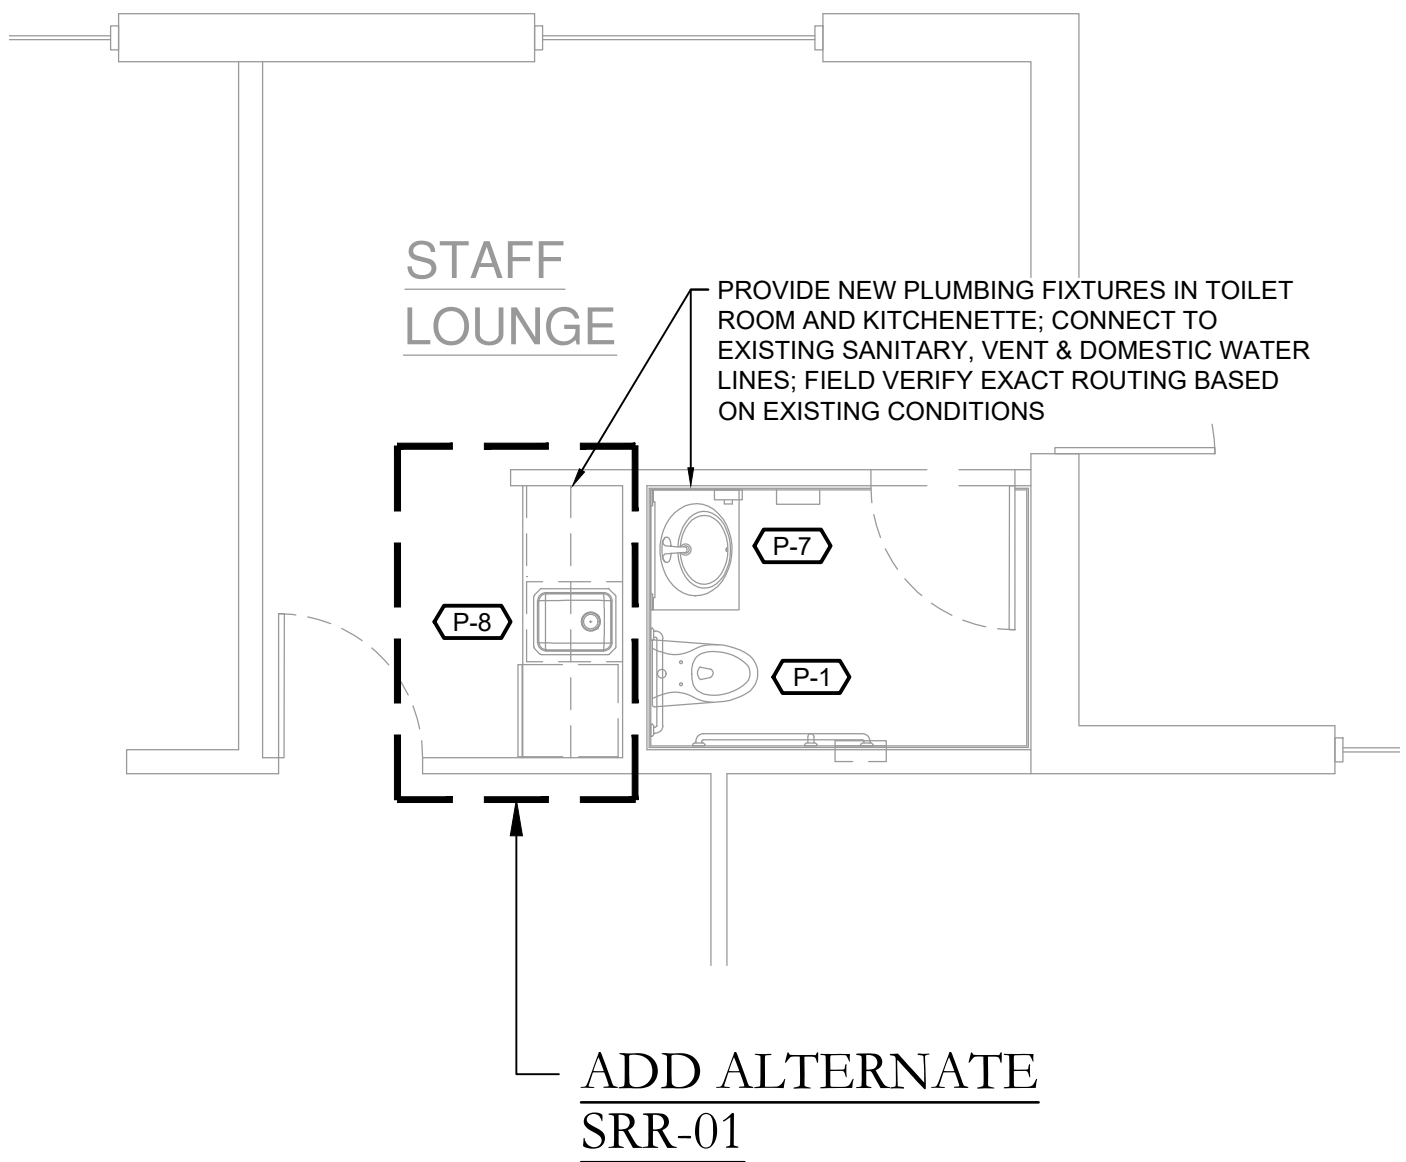 STAFF
LOUNGE
PROVIDE NEW PLUMBING FIXTURES IN TOILET
ROOM AND KITCHENETTE; CONNECT TO
EXISTING SANITARY, VENT & DOMESTIC WATER
LINES; FIELD VERIFY EXACT ROUTING BASED
ON EXISTING CONDITIONS
P-7
P-8
P-1
ADD ALTERNATE
SRR-01